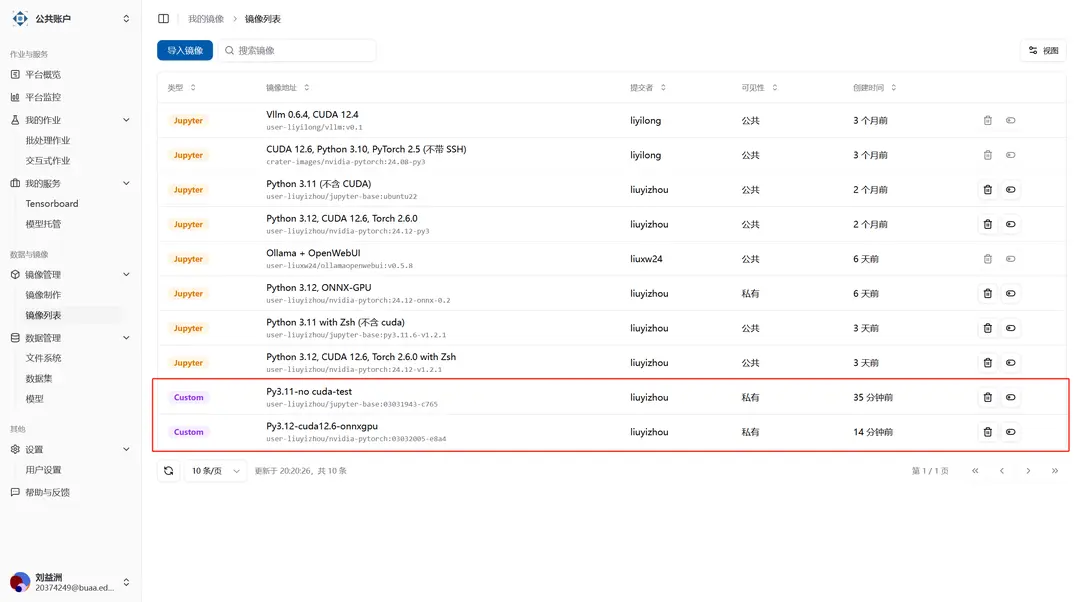 公共账户
作业与服务
平台概览
平台监控
我的作业
批处理作业
交互式作业
我的服务
Tensorboard
模型托管
数据与镜像
镜像管理
镜像制作
镜像列表
数据管理
文件系统
数据集
模型
其他
设置
用户设置
帮助与反馈
刘益洲
20374249@buaa.ed...
我的镜像 > 镜像列表
导入镜像 搜索镜像 视图
类型 镜像地址 提交者 可见性 创建时间
Jupyter Vllm 0.6.4, CUDA 12.4 liyilong 公共 3 个月前
user-liyilong/vllm:v0.1
Jupyter CUDA 12.6, Python 3.10, PyTorch 2.5 (不带 SSH) liyilong 公共 3 个月前
crater-images/nvidia-pytorch:24.08-py3
Jupyter Python 3.11 (不含 CUDA) liuyizhou 公共 2 个月前
user-liuyizhou/jupyter-base:ubuntu22
Jupyter Python 3.12, CUDA 12.6, Torch 2.6.0 liuyizhou 公共 2 个月前
user-liuyizhou/nvidia-pytorch:24.12-py3
Jupyter Ollama + OpenWebUI liuxw24 公共 6 天前
user-liuxw24/ollamaopenwebui:v0.5.8
Jupyter Python 3.12, ONNX-GPU liuyizhou 私有 6 天前
user-liuyizhou/nvidia-pytorch:24.12-onnx-0.2
Jupyter Python 3.11 with Zsh (不含 cuda) liuyizhou 公共 3 天前
user-liuyizhou/jupyter-base:py3.11.6-v1.2.1
Jupyter Python 3.12, CUDA 12.6, Torch 2.6.0 with Zsh liuyizhou 公共 3 天前
user-liuyizhou/nvidia-pytorch:24.12-v1.2.1
Custom Py3.11-no cuda-test liuyizhou 私有 35 分钟前
user-liuyizhou/jupyter-base:03031943-c765
Custom Py3.12-cuda12.6-onnxgpu liuyizhou 私有 14 分钟前
user-liuyizhou/nvidia-pytorch:03032005-e8a4
10 条/页 更新于 20:20:26，共 10 条 第 1 / 1 页